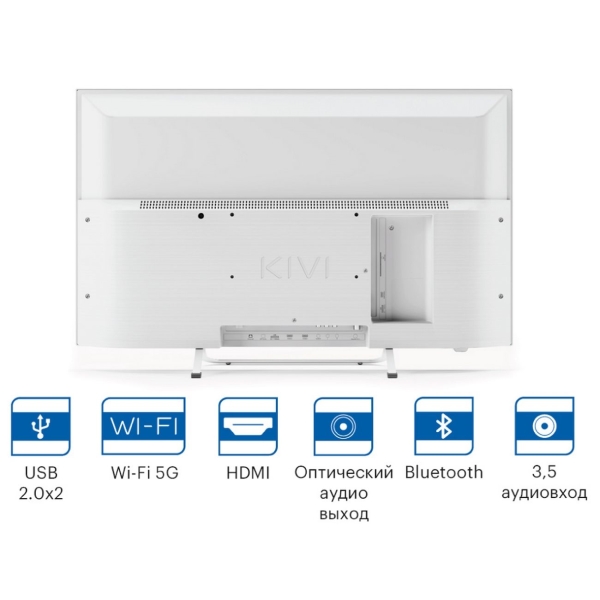 KIVI
WI-FI
USB
2.0x2
Wi-Fi 5G
HDMI
Оптический
аудио
выход
Bluetooth
3,5
аудиовход